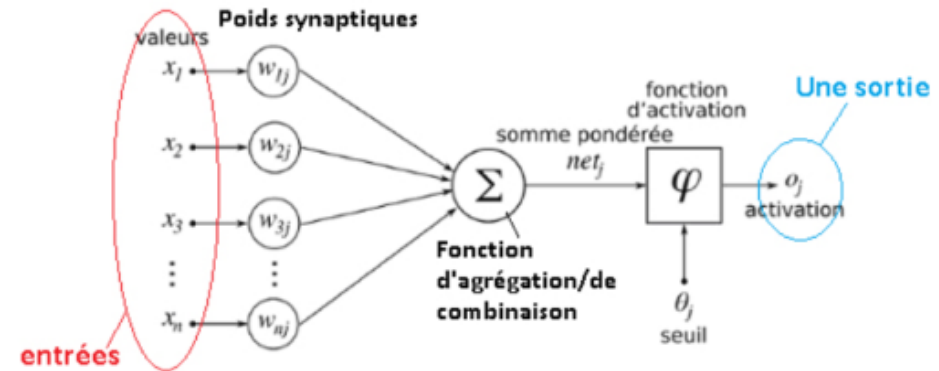 Poids synaptiques
valeurs
x₁
w₁ⱼ
x₂
w₂ⱼ
x₃
w₃ⱼ
⋮
⋮
xₙ
wₙⱼ
entrées
Σ
Fonction
d'agrégation/de
combinaison
somme pondérée
netⱼ
fonction
d'activation
φ
θⱼ
seuil
Une sortie
oⱼ
activation